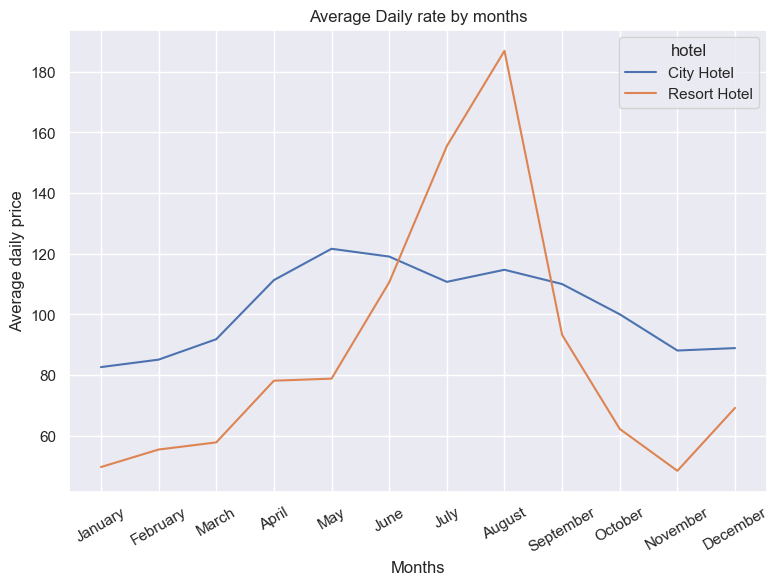 Average Daily rate by months
hotel
City Hotel
Resort Hotel
Average daily price
180
160
140
120
100
80
60
January
February
March
April
May
June
July
August
September
October
November
December
Months